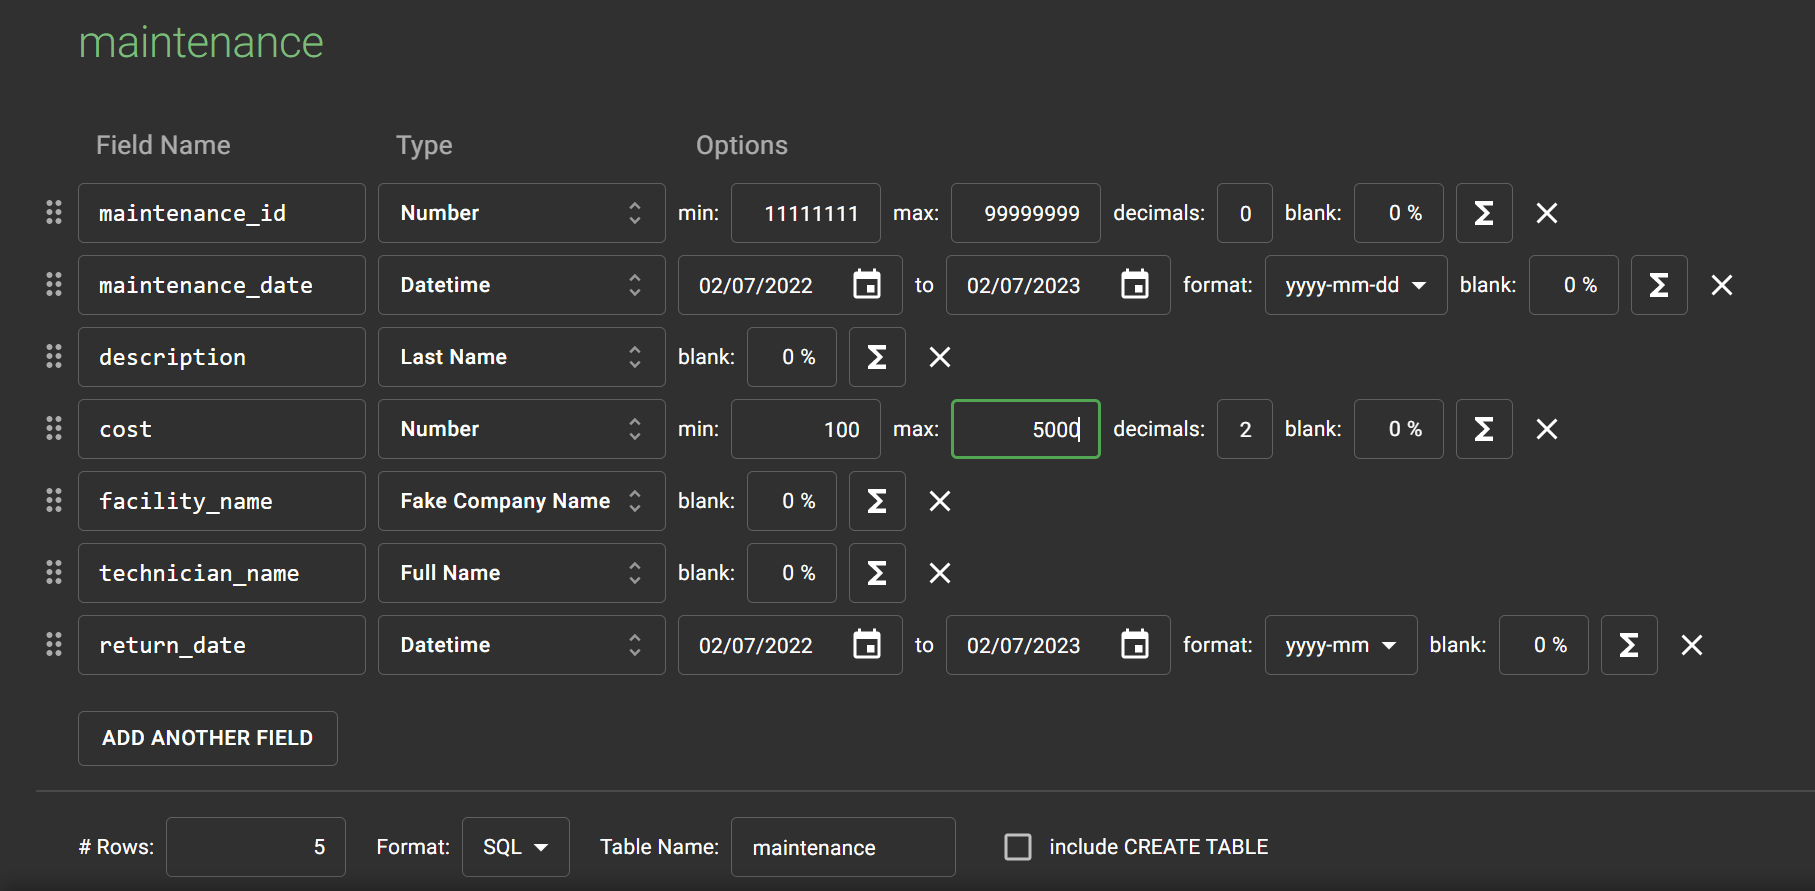 maintenance
Field Name Type Options
maintenance_id Number min: 11111111 max: 99999999 decimals: 0 blank: 0 % Σ
maintenance_date Datetime 02/07/2022 to 02/07/2023 format: yyyy-mm-dd blank: 0 % Σ
description Last Name blank: 0 % Σ
cost Number min: 100 max: 5000 decimals: 2 blank: 0 % Σ
facility_name Fake Company Name blank: 0 % Σ
technician_name Full Name blank: 0 % Σ
return_date Datetime 02/07/2022 to 02/07/2023 format: yyyy-mm blank: 0 % Σ
ADD ANOTHER FIELD
# Rows: 5 Format: SQL Table Name: maintenance include CREATE TABLE